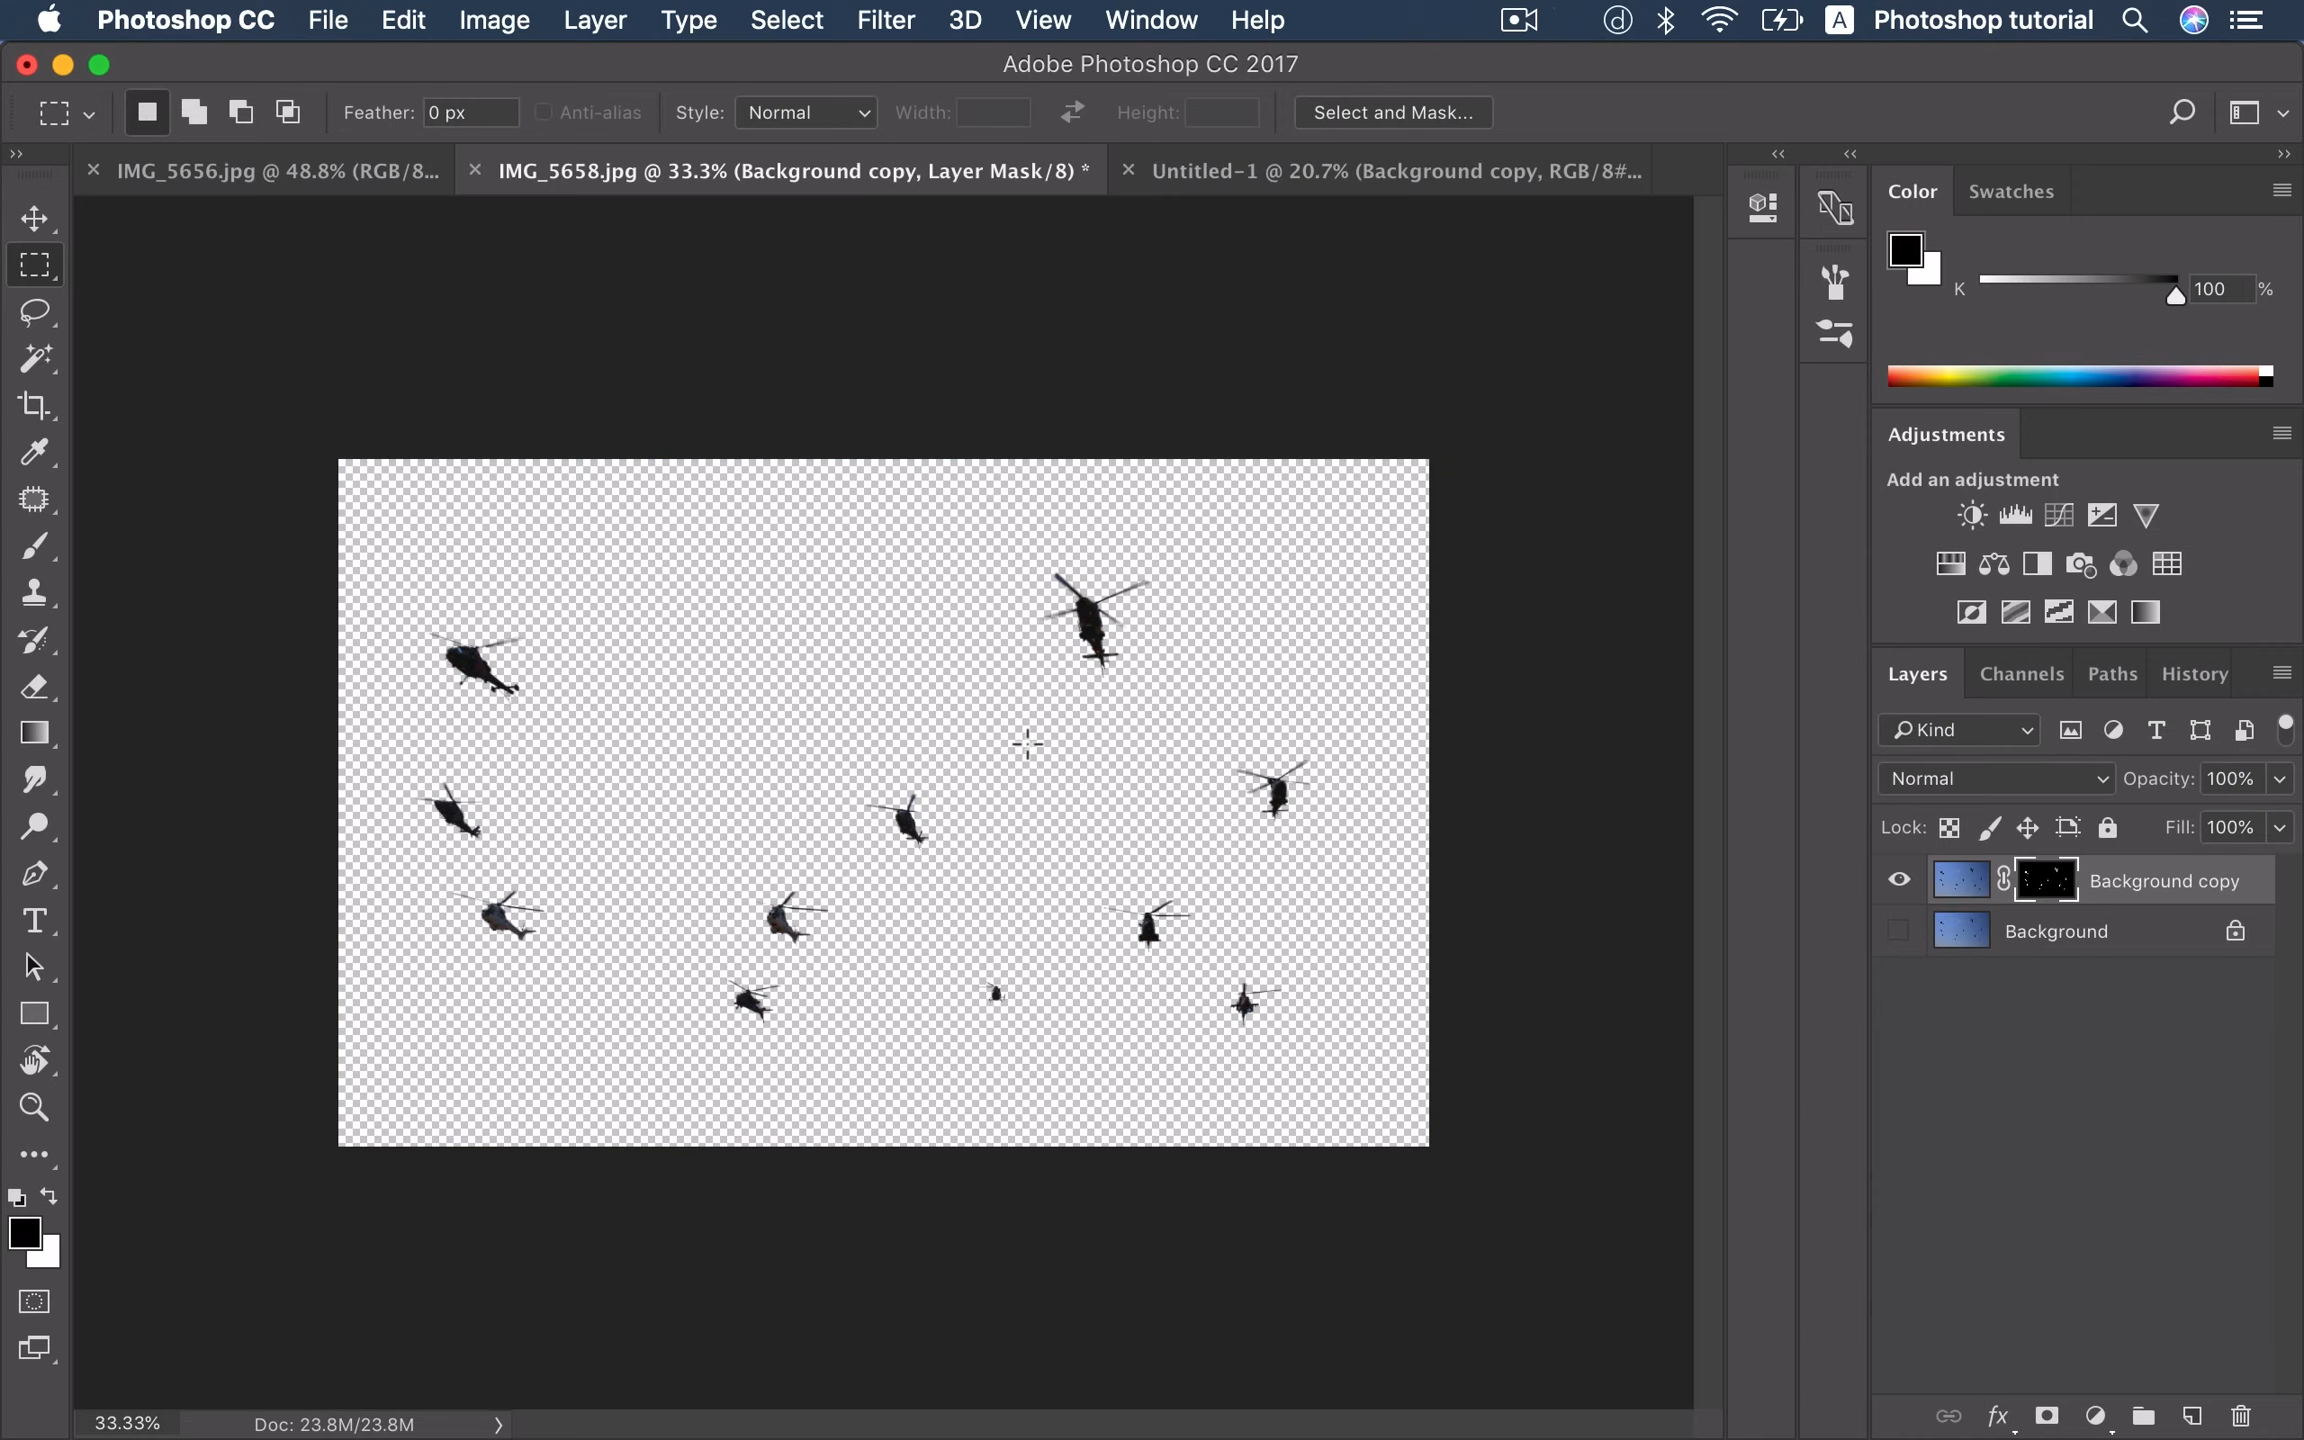 Photoshop CC File Edit Image Layer Type Select Filter 3D View Window Help A Photoshop tutorial
Adobe Photoshop CC 2017
Feather: 0 px Anti-alias Style: Normal Width: Height: Select and Mask...
IMG_5656.jpg @ 48.8% (RGB/8... IMG_5658.jpg @ 33.3% (Background copy, Layer Mask/8) * Untitled-1 @ 20.7% (Background copy, RGB/8#...
Color Swatches
K 100 %
Adjustments
Add an adjustment
Layers Channels Paths History
Kind
Normal Opacity: 100%
Lock: Fill: 100%
Background copy
Background
fx
33.33% Doc: 23.8M/23.8M